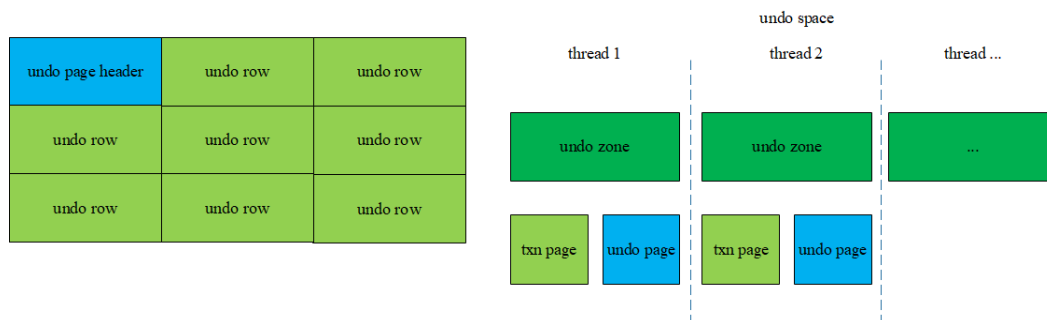 undo page header
undo row
undo row
undo row
undo row
undo row
undo row
undo row
undo row
undo space
thread 1
thread 2
thread ...
undo zone
undo zone
...
txn page
undo page
txn page
undo page